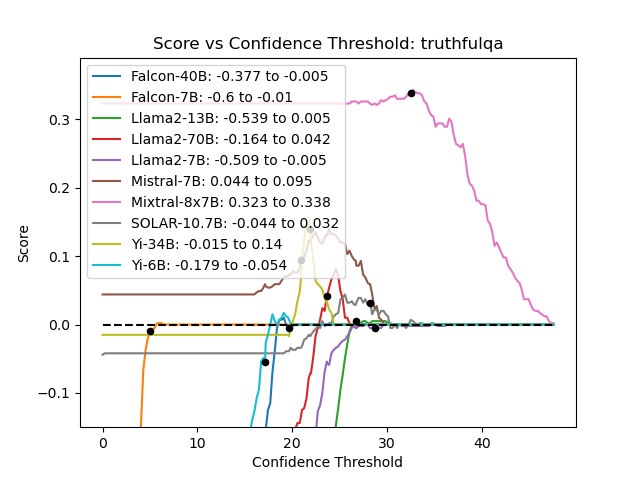 Score vs Confidence Threshold: truthfulqa
Falcon-40B: -0.377 to -0.005
Falcon-7B: -0.6 to -0.01
Llama2-13B: -0.539 to 0.005
Llama2-70B: -0.164 to 0.042
Llama2-7B: -0.509 to -0.005
Mistral-7B: 0.044 to 0.095
Mixtral-8x7B: 0.323 to 0.338
SOLAR-10.7B: -0.044 to 0.032
Yi-34B: -0.015 to 0.14
Yi-6B: -0.179 to -0.054
Score
0.3
0.2
0.1
0.0
−0.1
0
10
20
30
40
Confidence Threshold